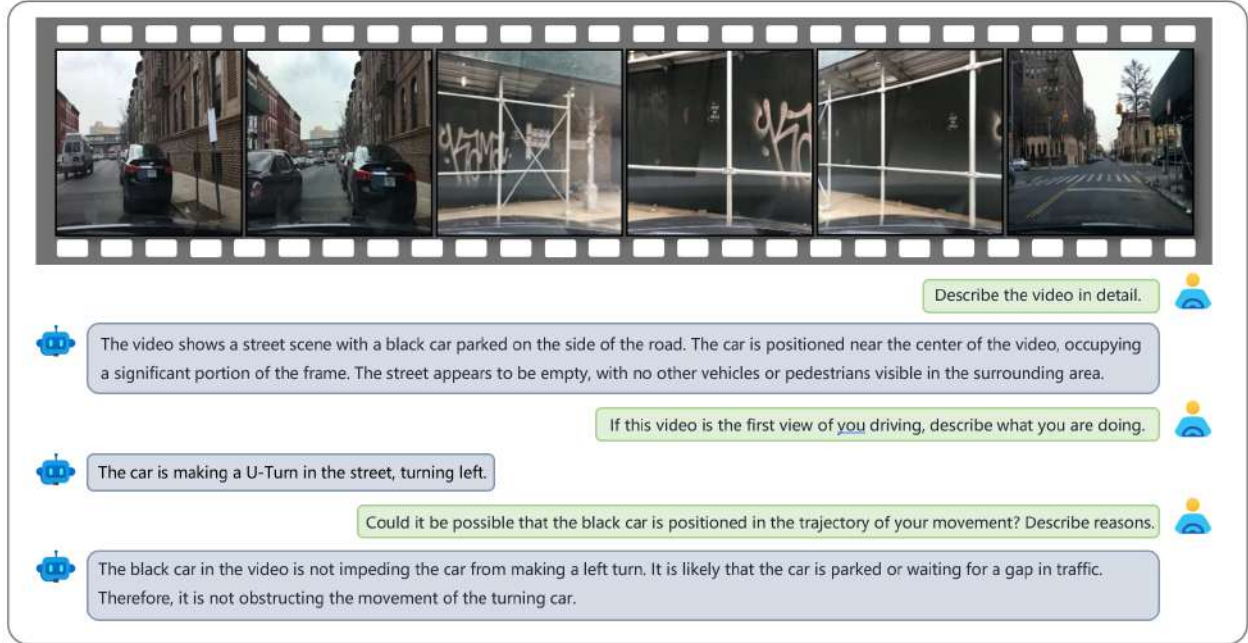 Describe the video in detail.
The video shows a street scene with a black car parked on the side of the road. The car is positioned near the center of the video, occupying
a significant portion of the frame. The street appears to be empty, with no other vehicles or pedestrians visible in the surrounding area.
If this video is the first view of you driving, describe what you are doing.
The car is making a U-Turn in the street, turning left.
Could it be possible that the black car is positioned in the trajectory of your movement? Describe reasons.
The black car in the video is not impeding the car from making a left turn. It is likely that the car is parked or waiting for a gap in traffic.
Therefore, it is not obstructing the movement of the turning car.